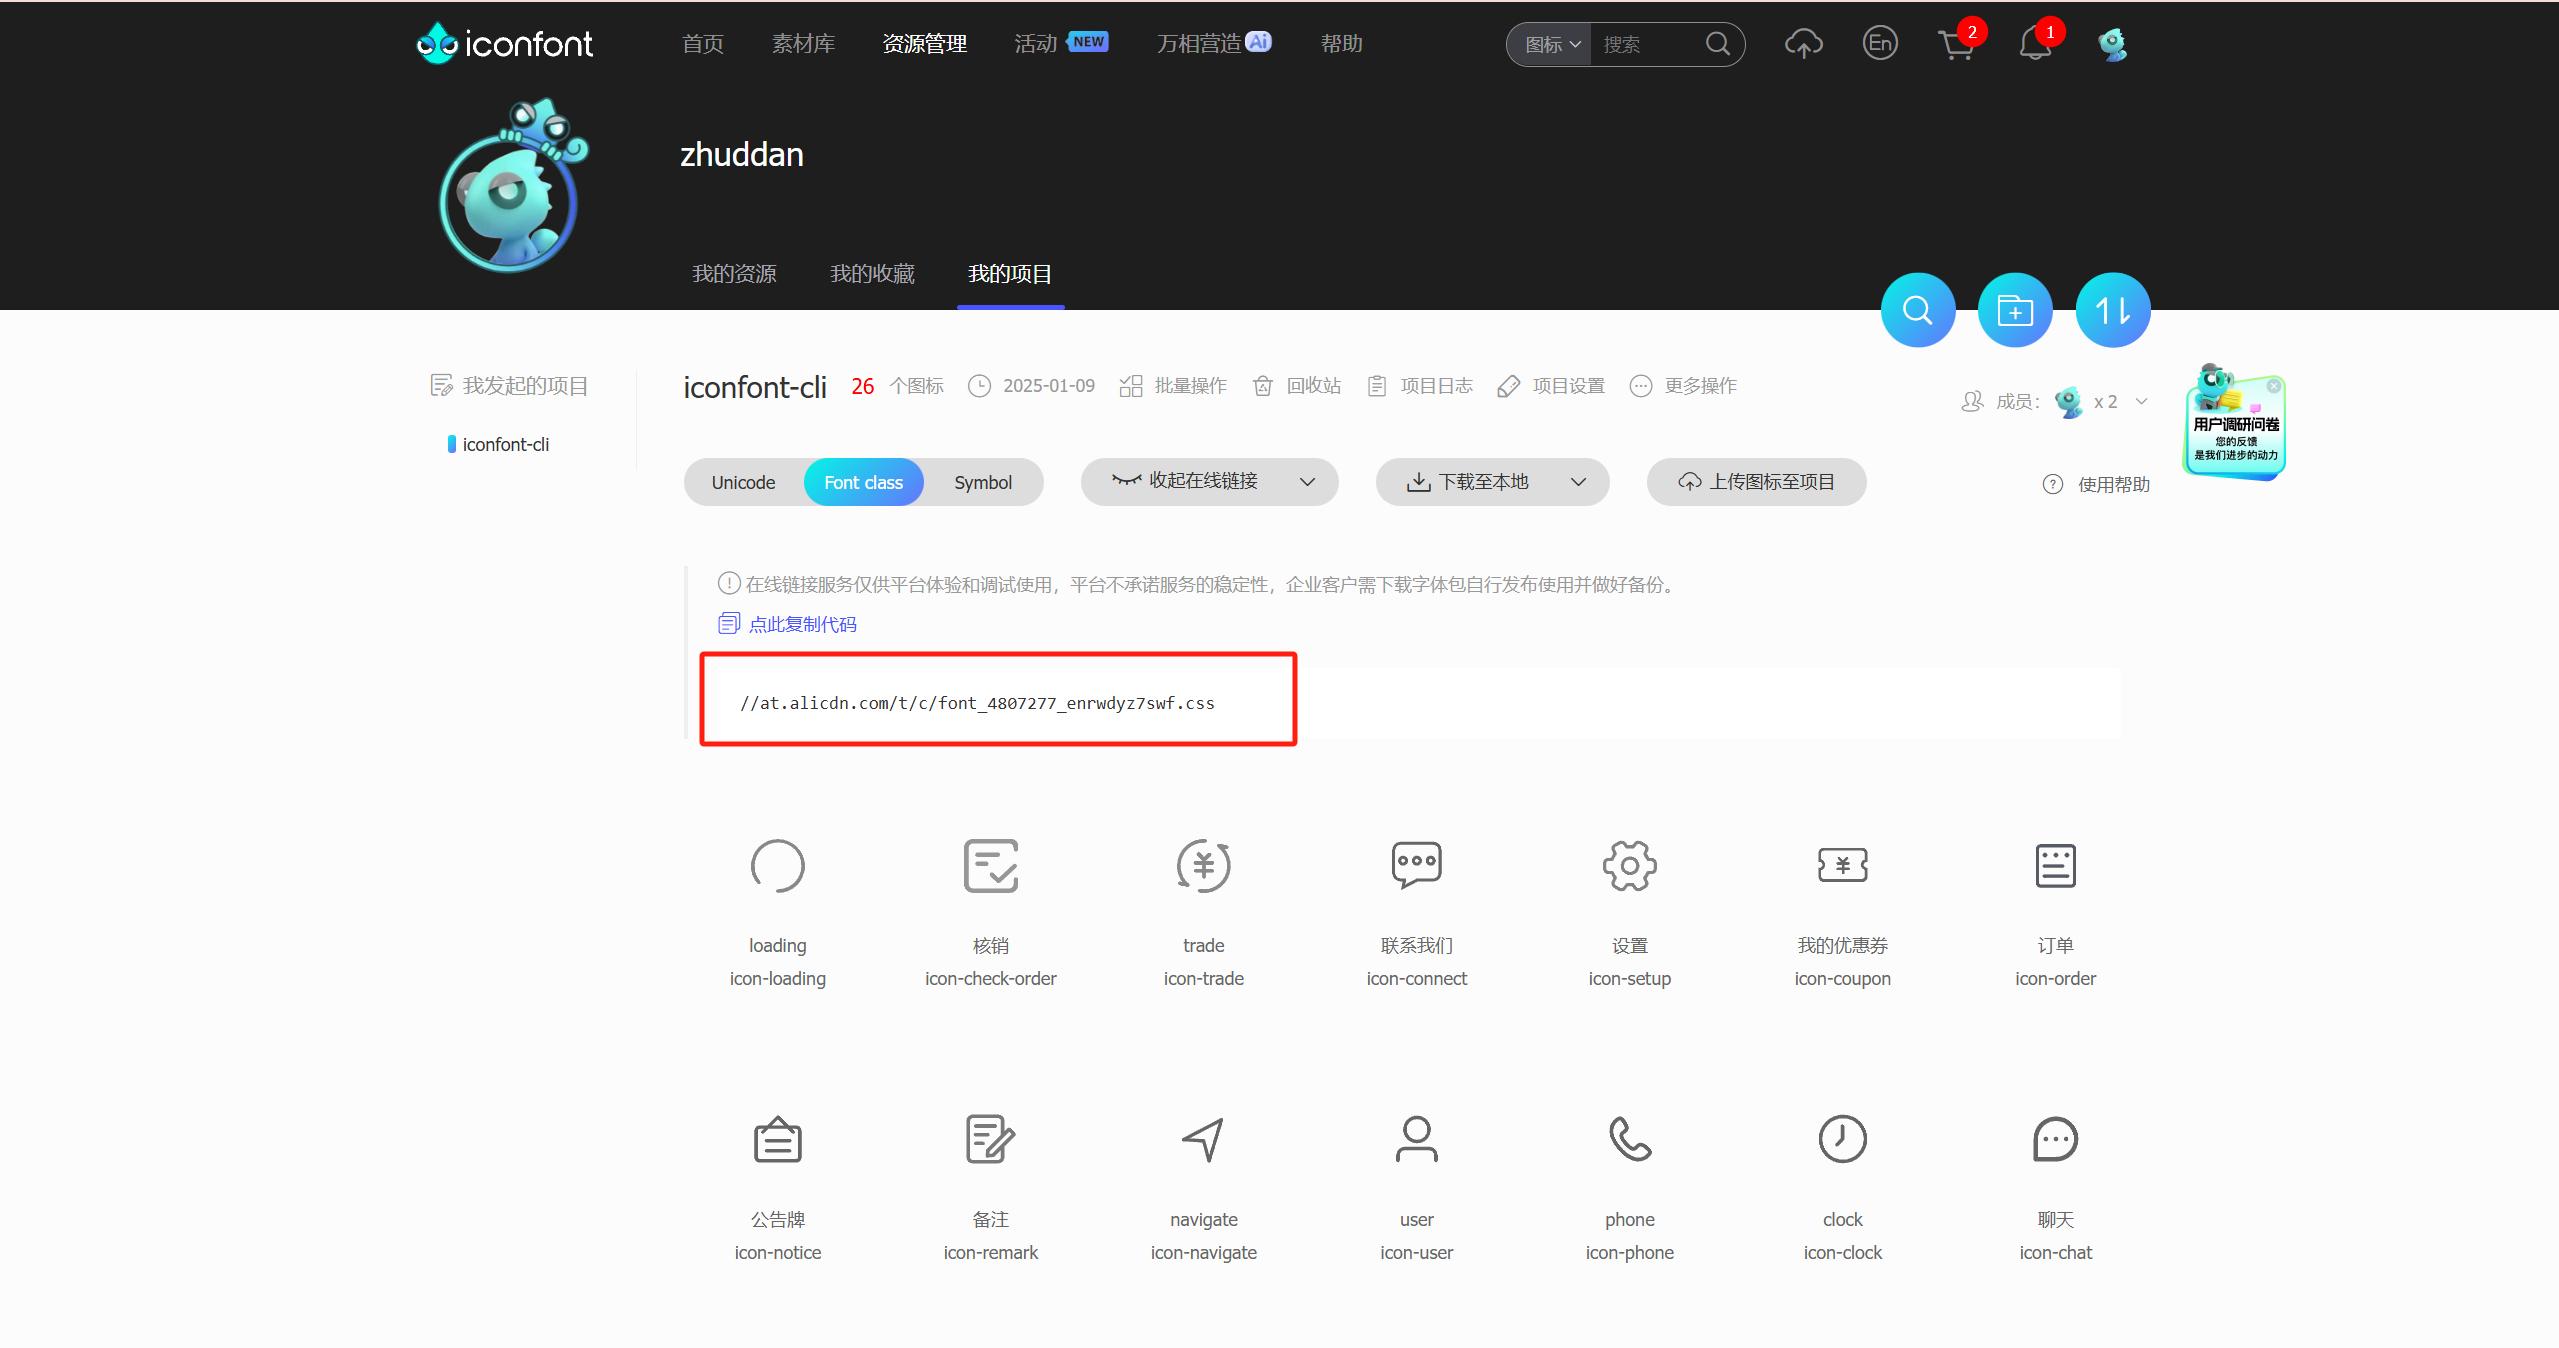 iconfont
首页
素材库
资源管理
活动 NEW
万相营造 Ai
帮助
图标
搜索
En
2
1
zhuddan
我的资源
我的收藏
我的项目
我发起的项目
iconfont-cli
iconfont-cli 26 个图标 2025-01-09 批量操作 回收站 项目日志 项目设置 更多操作
成员： x 2
用户调研问卷
您的反馈
是我们进步的动力
Unicode
Font class
Symbol
收起在线链接
下载至本地
上传图标至项目
使用帮助
在线链接服务仅供平台体验和调试使用，平台不承诺服务的稳定性，企业客户需下载字体包自行发布使用并做好备份。
点此复制代码
//at.alicdn.com/t/c/font_4807277_enrwdyz7swf.css
loading 核销 trade 联系我们 设置 我的优惠券 订单
icon-loading icon-check-order icon-trade icon-connect icon-setup icon-coupon icon-order
公告牌 备注 navigate user phone clock 聊天
icon-notice icon-remark icon-navigate icon-user icon-phone icon-clock icon-chat